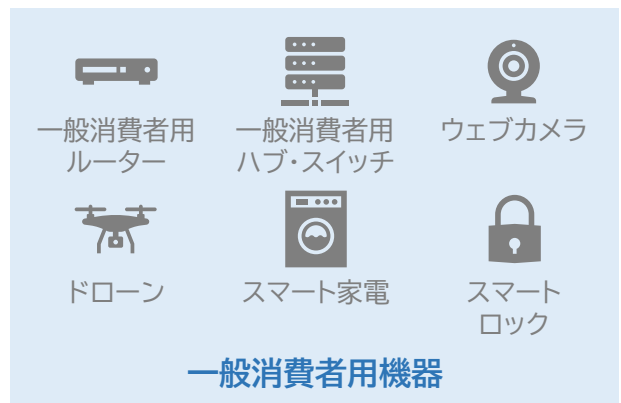 一般消費者用
ルーター
一般消費者用
ハブ・スイッチ
ウェブカメラ
ドローン
スマート家電
スマート
ロック
一般消費者用機器